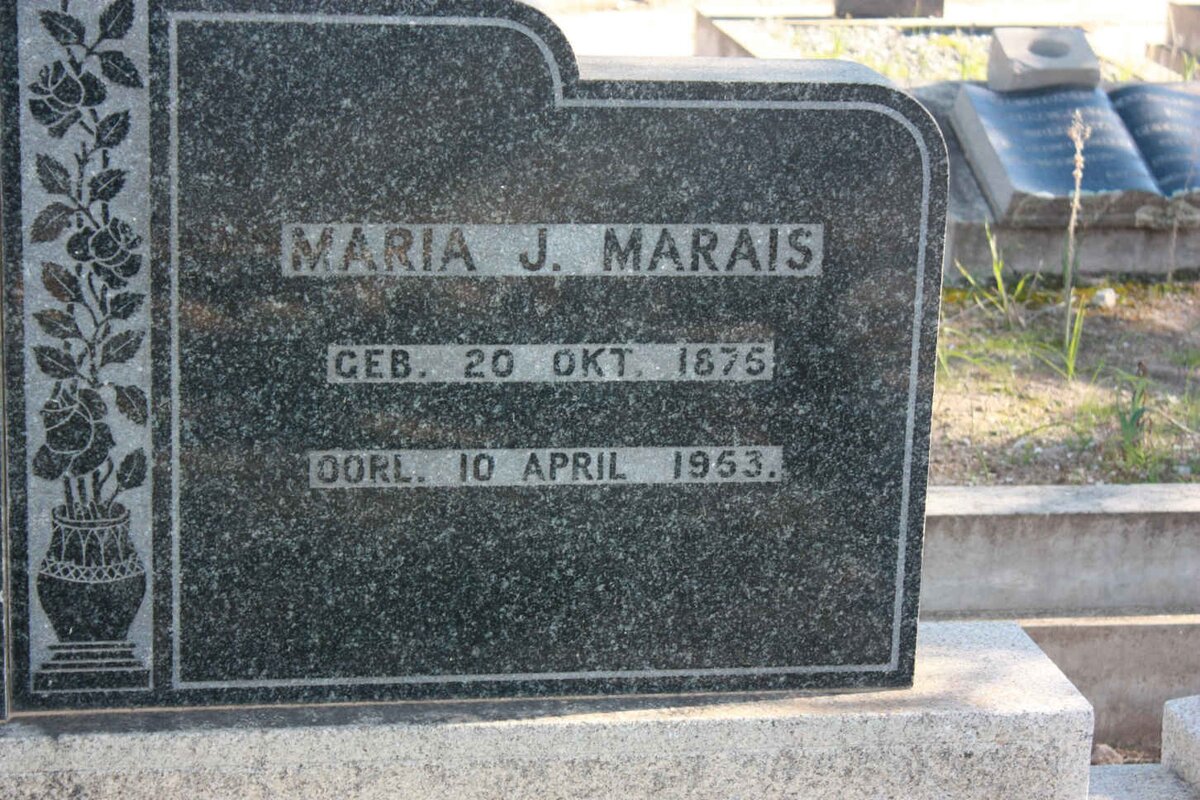 MARIA J. MARAIS
GEB. 20 OKT. 1875
OORL. 10 APRIL 1953.